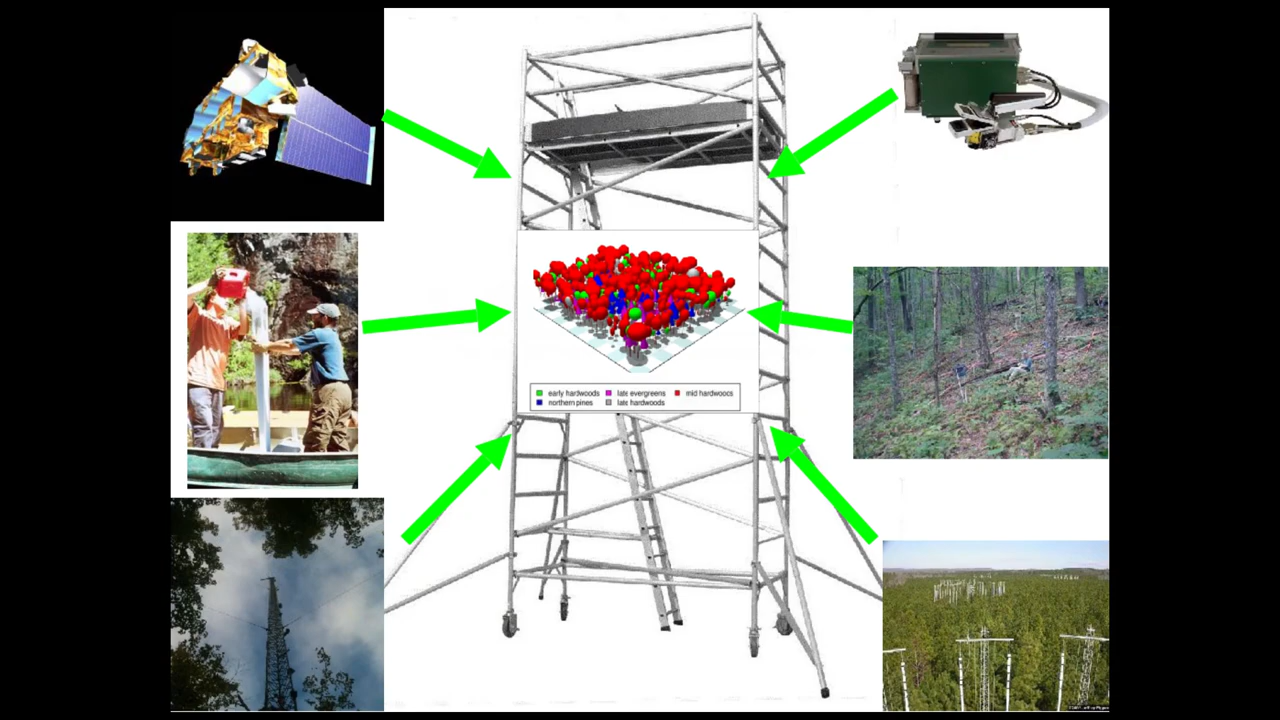 early hardwoods late evergreens mid hardwoods
northern pines late hardwoods